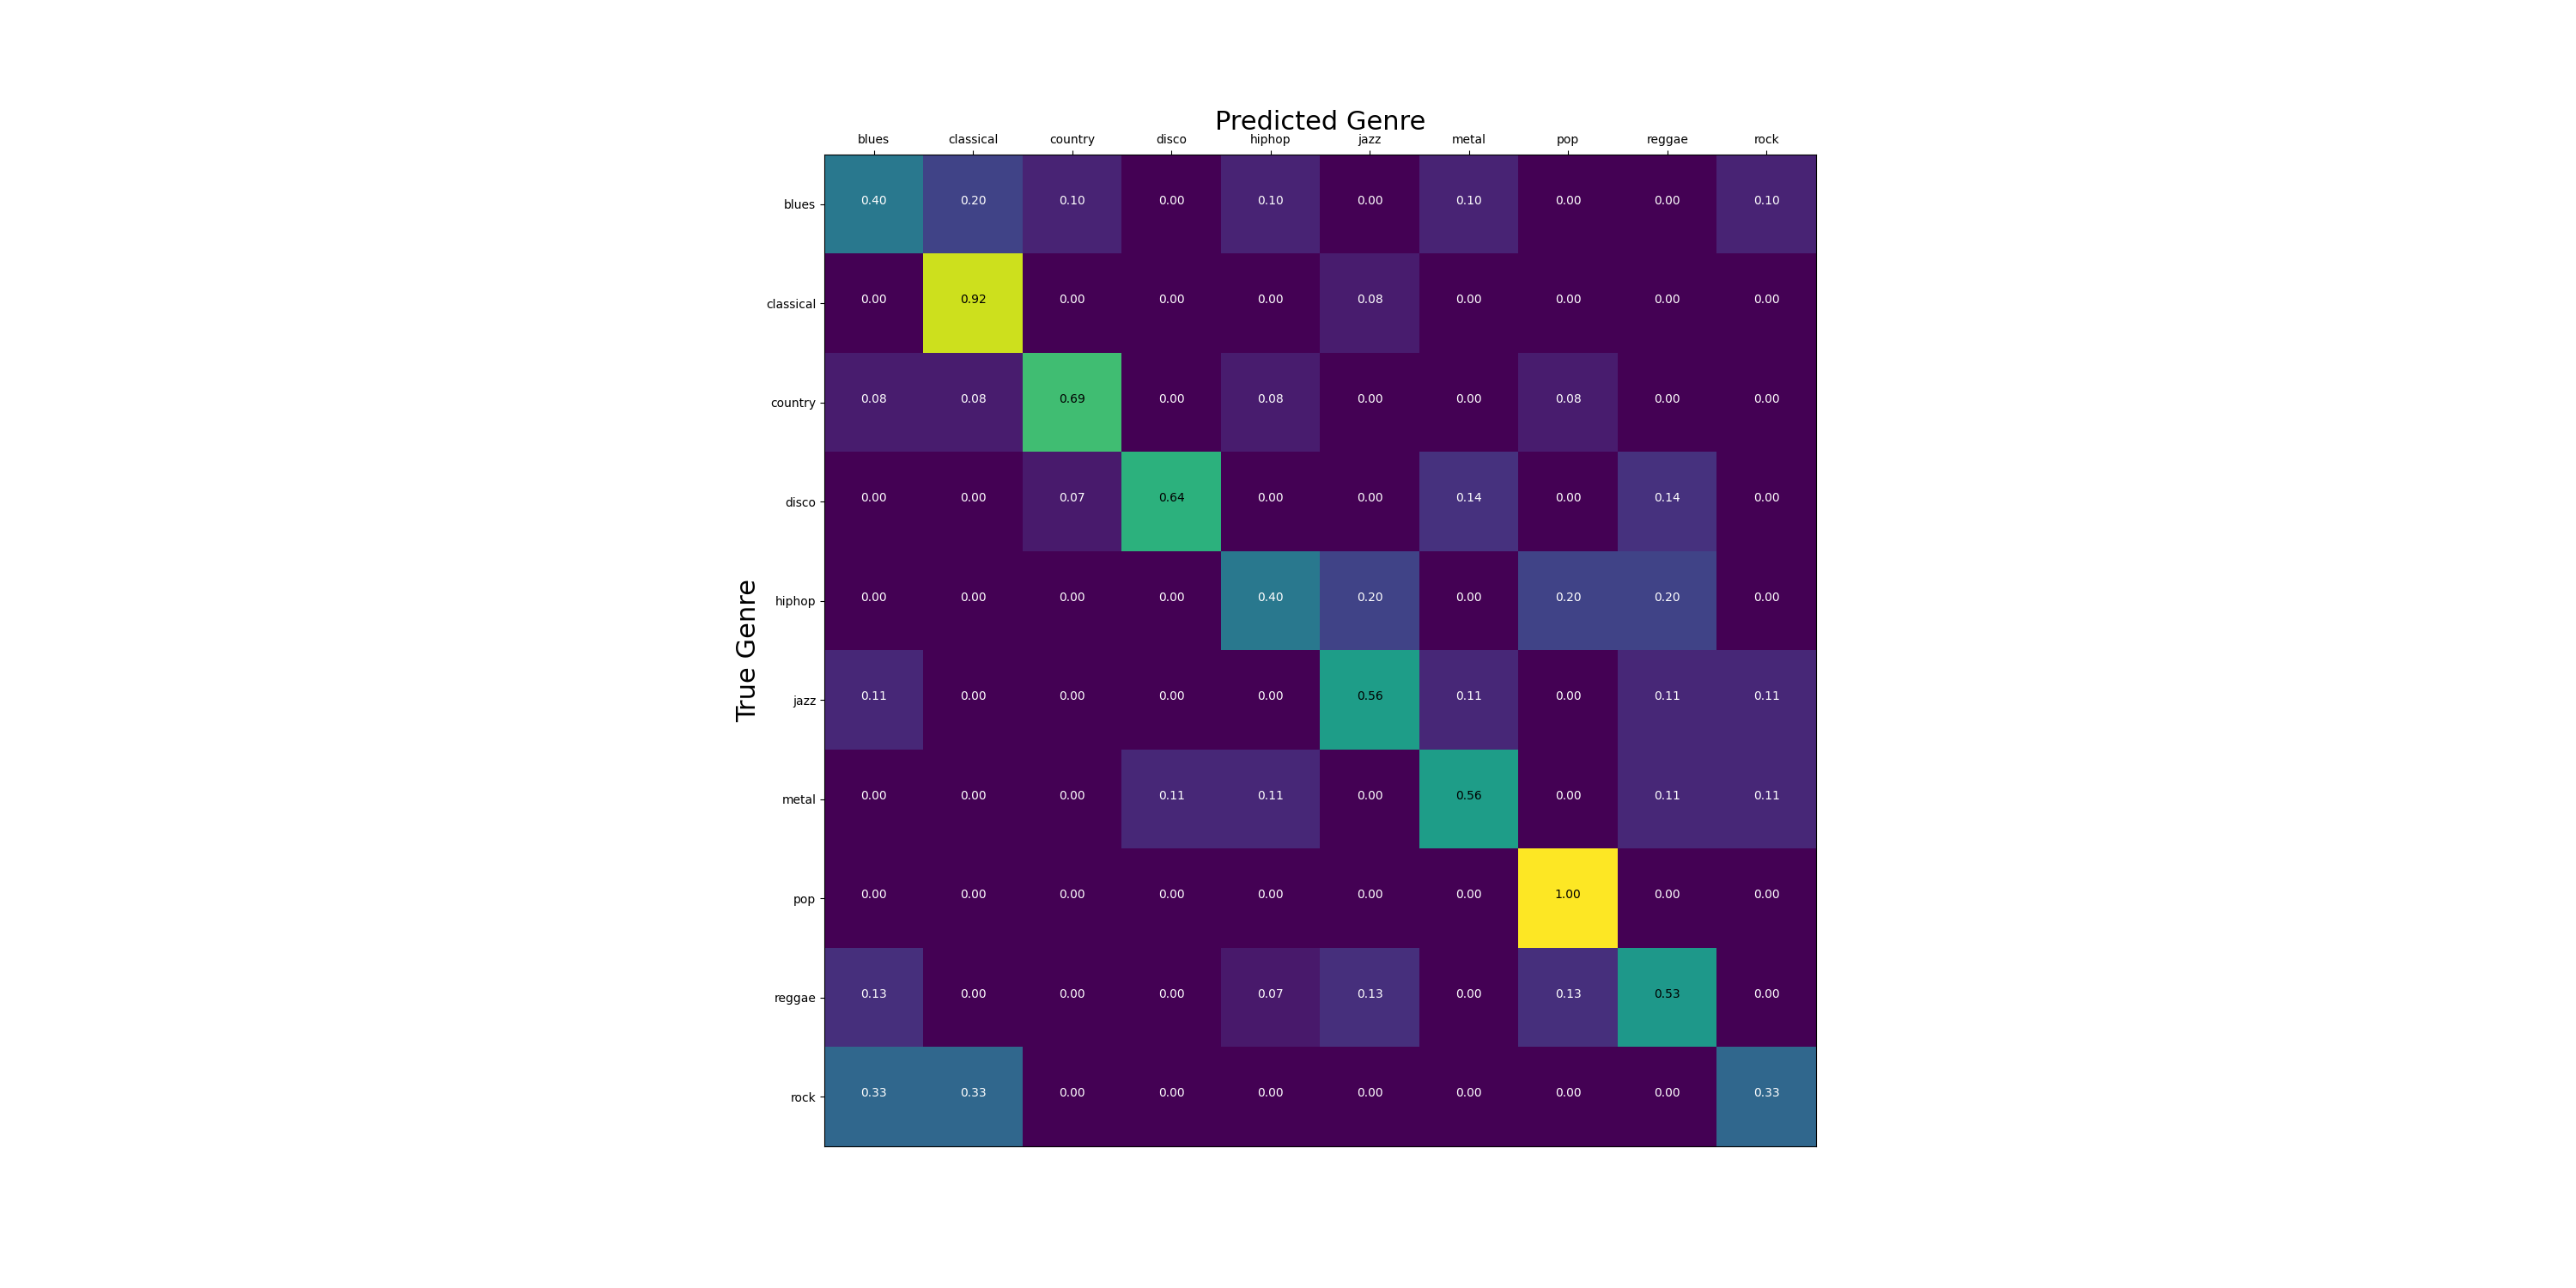 Predicted Genre
blues classical country disco hiphop jazz metal pop reggae rock
blues 0.40 0.20 0.10 0.00 0.10 0.00 0.10 0.00 0.00 0.10
classical 0.00 0.92 0.00 0.00 0.00 0.08 0.00 0.00 0.00 0.00
country 0.08 0.08 0.69 0.00 0.08 0.00 0.00 0.08 0.00 0.00
disco 0.00 0.00 0.07 0.64 0.00 0.00 0.14 0.00 0.14 0.00
hiphop 0.00 0.00 0.00 0.00 0.40 0.20 0.00 0.20 0.20 0.00
jazz 0.11 0.00 0.00 0.00 0.00 0.56 0.11 0.00 0.11 0.11
metal 0.00 0.00 0.00 0.11 0.11 0.00 0.56 0.00 0.11 0.11
pop 0.00 0.00 0.00 0.00 0.00 0.00 0.00 1.00 0.00 0.00
reggae 0.13 0.00 0.00 0.00 0.07 0.13 0.00 0.13 0.53 0.00
rock 0.33 0.33 0.00 0.00 0.00 0.00 0.00 0.00 0.00 0.33
True Genre